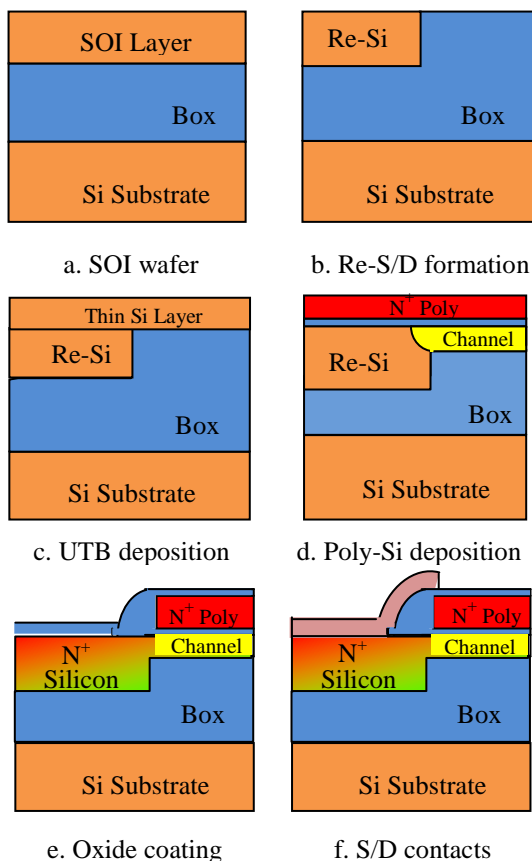 SOI Layer
Box
Si Substrate
a. SOI wafer
Re-Si
Box
Si Substrate
b. Re-S/D formation
Thin Si Layer
Re-Si
Box
Si Substrate
c. UTB deposition
N+ Poly
Channel
Re-Si
Box
Si Substrate
d. Poly-Si deposition
N+ Poly
N+
Channel
Silicon
Box
Si Substrate
e. Oxide coating
N+ Poly
N+
Channel
Silicon
Box
Si Substrate
f. S/D contacts